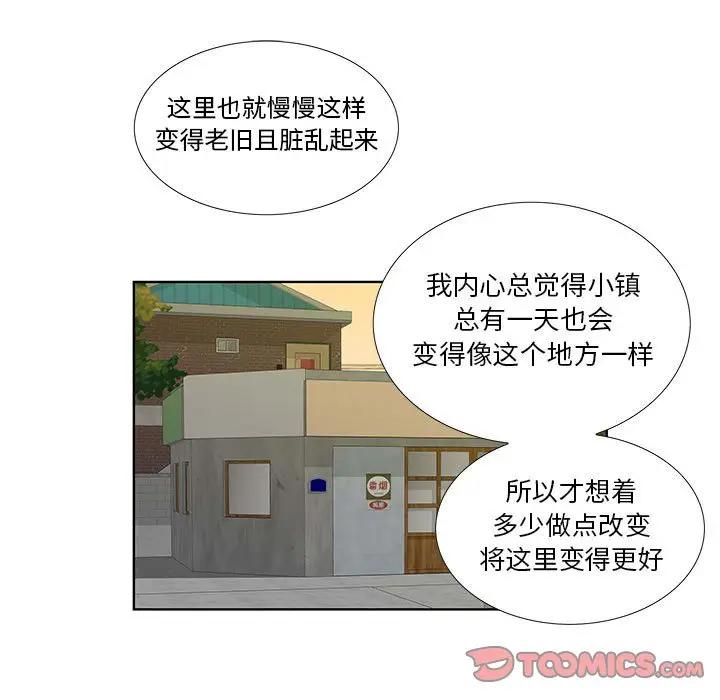 这里也就慢慢这样
变得老旧且脏乱起来
我内心总觉得小镇
总有一天也会
变得像这个地方一样
所以才想着
多少做点改变
将这里变得更好
TOOMICS.COM